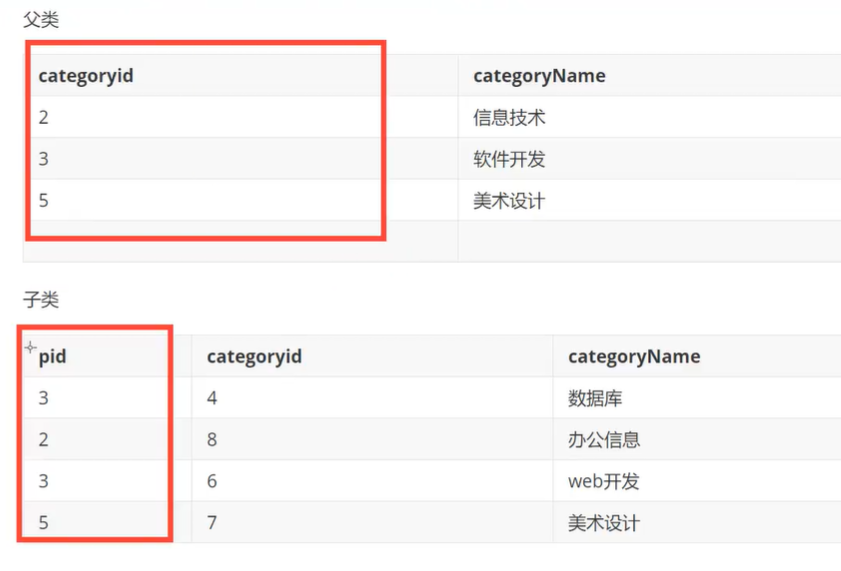 父类
categoryid categoryName
2 信息技术
3 软件开发
5 美术设计
子类
pid categoryid categoryName
3 4 数据库
2 8 办公信息
3 6 web开发
5 7 美术设计